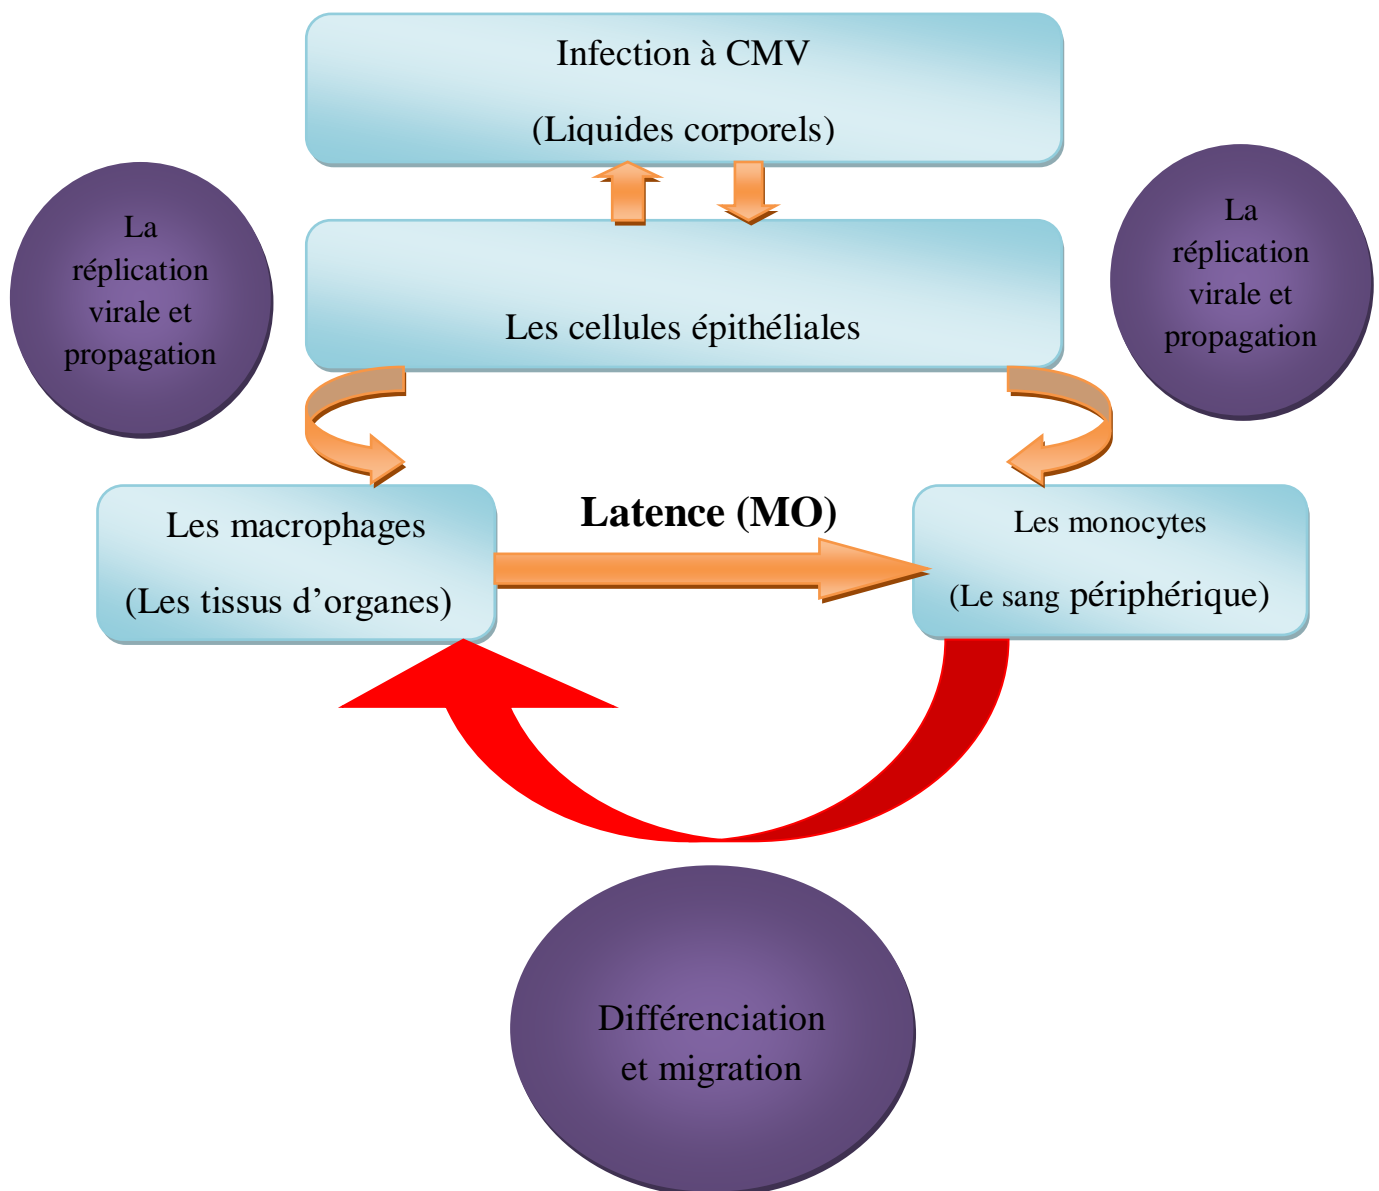 Infection à CMV
(Liquides corporels)
La
réplication
virale et
propagation
La
réplication
virale et
propagation
Les cellules épithéliales
Latence (MO)
Les macrophages
(Les tissus d’organes)
Les monocytes
(Le sang périphérique)
Différenciation
et migration